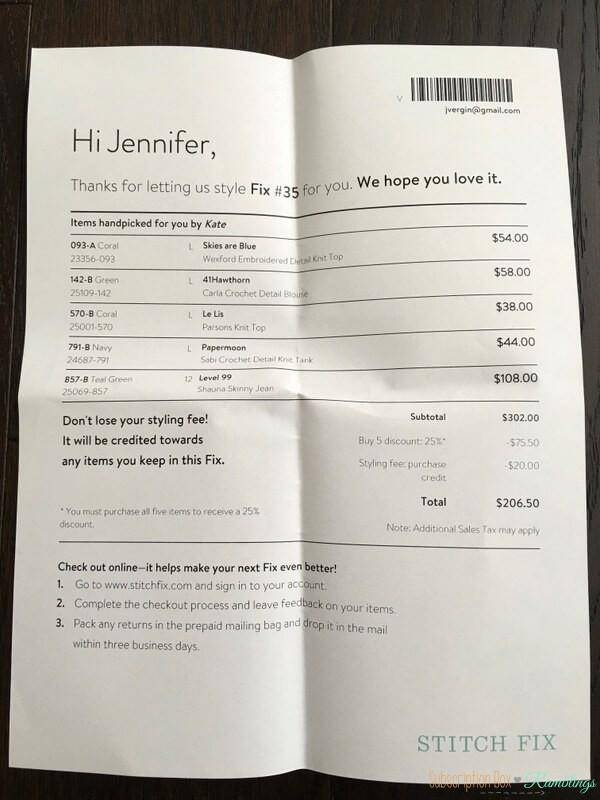 V
jvergin@gmail.com
Hi Jennifer,
Thanks for letting us style Fix #35 for you. We hope you love it.
Items handpicked for you by Kate
093-A Coral L Skies are Blue $54.00
23356-093 Wexford Embroidered Detail Knit Top
142-B Green L 41Hawthorn $58.00
25109-142 Carla Crochet Detail Blouse
570-B Coral L Le Lis $38.00
25001-570 Parsons Knit Top
791-B Navy L Papermoon $44.00
24687-791 Sabi Crochet Detail Knit Tank
857-B Teal Green 12 Level 99 $108.00
25069-857 Shauna Skinny Jean
Don't lose your styling fee!
It will be credited towards
any items you keep in this Fix.
Subtotal $302.00
Buy 5 discount: 25%* -$75.50
Styling fee: purchase -$20.00
credit
Total $206.50
* You must purchase all five items to receive a 25%
discount.
Note: Additional Sales Tax may apply
Check out online—it helps make your next Fix even better!
1. Go to www.stitchfix.com and sign in to your account.
2. Complete the checkout process and leave feedback on your items.
3. Pack any returns in the prepaid mailing bag and drop it in the mail
within three business days.
STITCH FIX
Subscription Box Ramblings